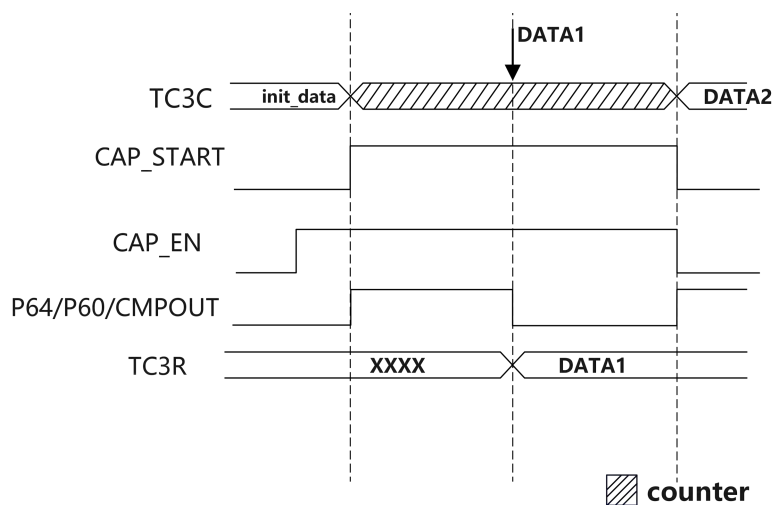 DATA1
TC3C
init_data
DATA2
CAP_START
CAP_EN
P64/P60/CMPOUT
TC3R
XXXX
DATA1
counter